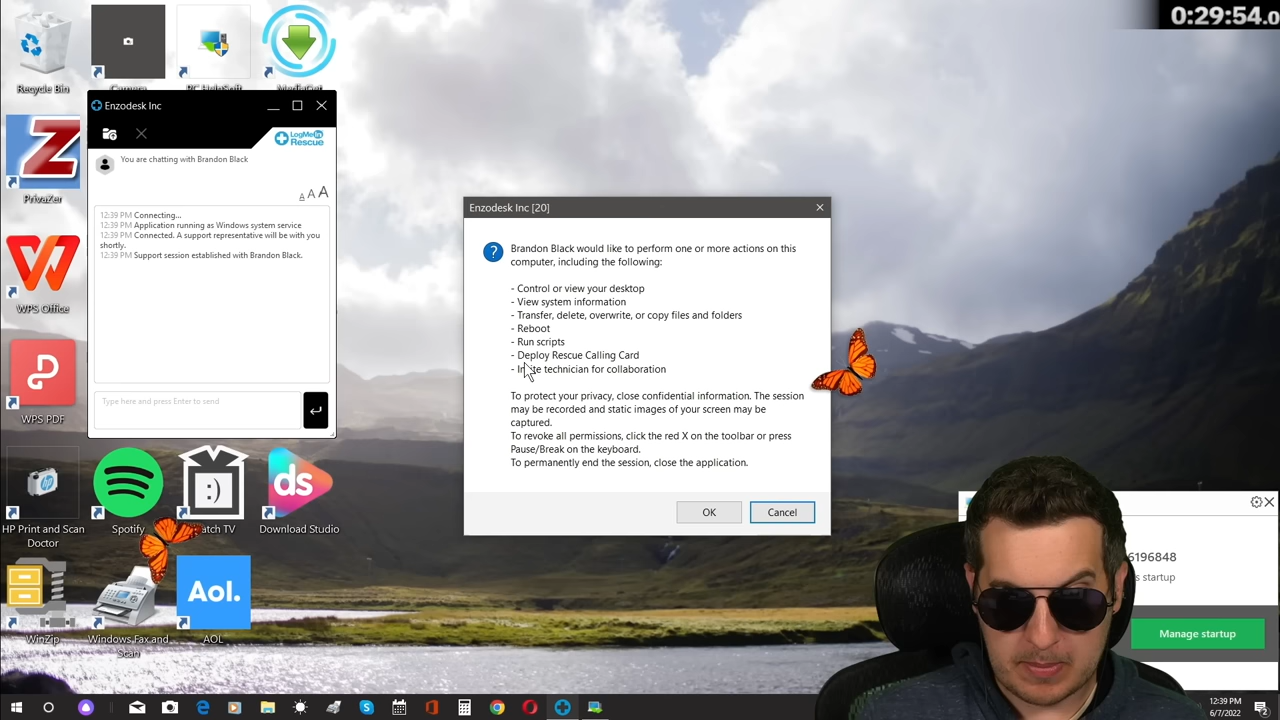 0:29:54.0
Recycle Bin
Enzodesk Inc
LogMeIn
Rescue
You are chatting with Brandon Black
A A A
12:39 PM Connecting...
12:39 PM Application running as Windows system service
12:39 PM Connected. A support representative will be with you
shortly.
12:39 PM Support session established with Brandon Black.
Type here and press Enter to send
PrivaZer
WPS Office
WPS PDF
HP Print and Scan
Doctor
Spotify
:)
ds
Download Studio
WinZip
Windows Fax and
Scan
Aol.
AOL
Enzodesk Inc [20]
?
Brandon Black would like to perform one or more actions on this
computer, including the following:
- Control or view your desktop
- View system information
- Transfer, delete, overwrite, or copy files and folders
- Reboot
- Run scripts
- Deploy Rescue Calling Card
- Invite technician for collaboration
To protect your privacy, close confidential information. The session
may be recorded and static images of your screen may be
captured.
To revoke all permissions, click the red X on the toolbar or press
Pause/Break on the keyboard.
To permanently end the session, close the application.
OK
Cancel
6196848
startup
Manage startup
12:39 PM
6/7/2022
2